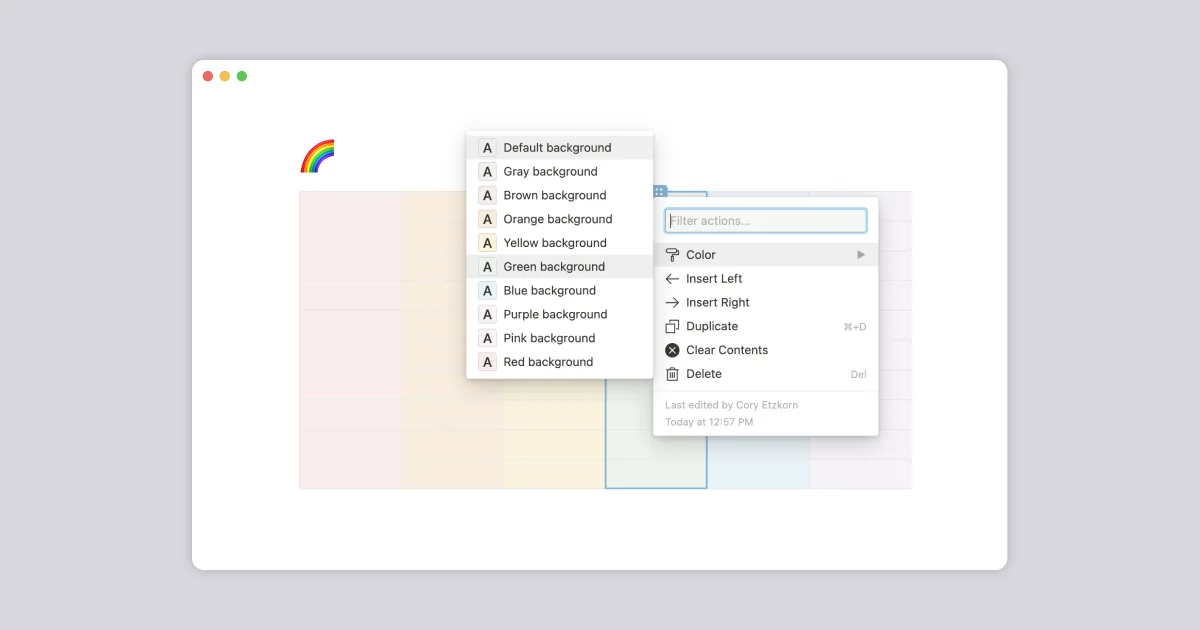 A Default background
A Gray background
A Brown background
A Orange background
A Yellow background
A Green background
A Blue background
A Purple background
A Pink background
A Red background
Filter actions...
Color
Insert Left
Insert Right
Duplicate ⌘+D
Clear Contents
Delete Del
Last edited by Cory Etzkorn
Today at 12:57 PM